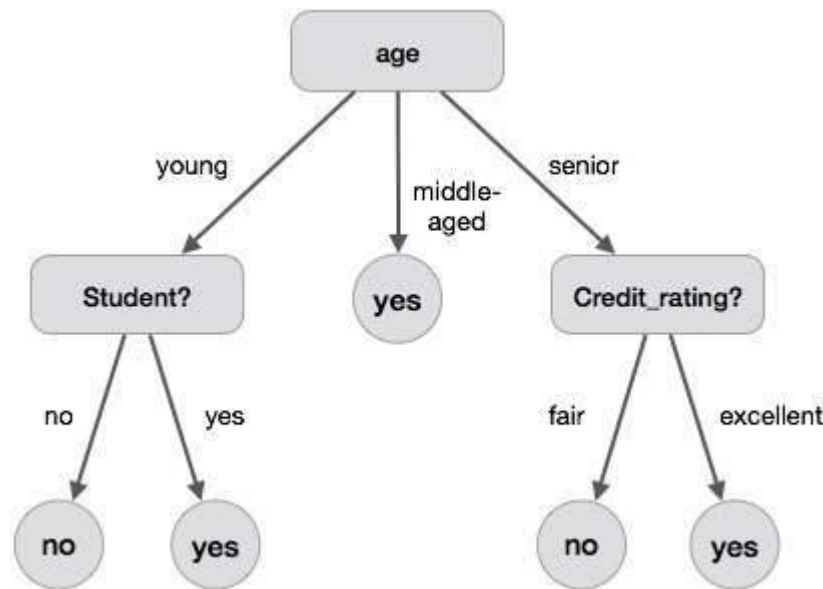 age
young
middle-
aged
senior
Student?
yes
Credit_rating?
no
yes
fair
excellent
no
yes
no
yes